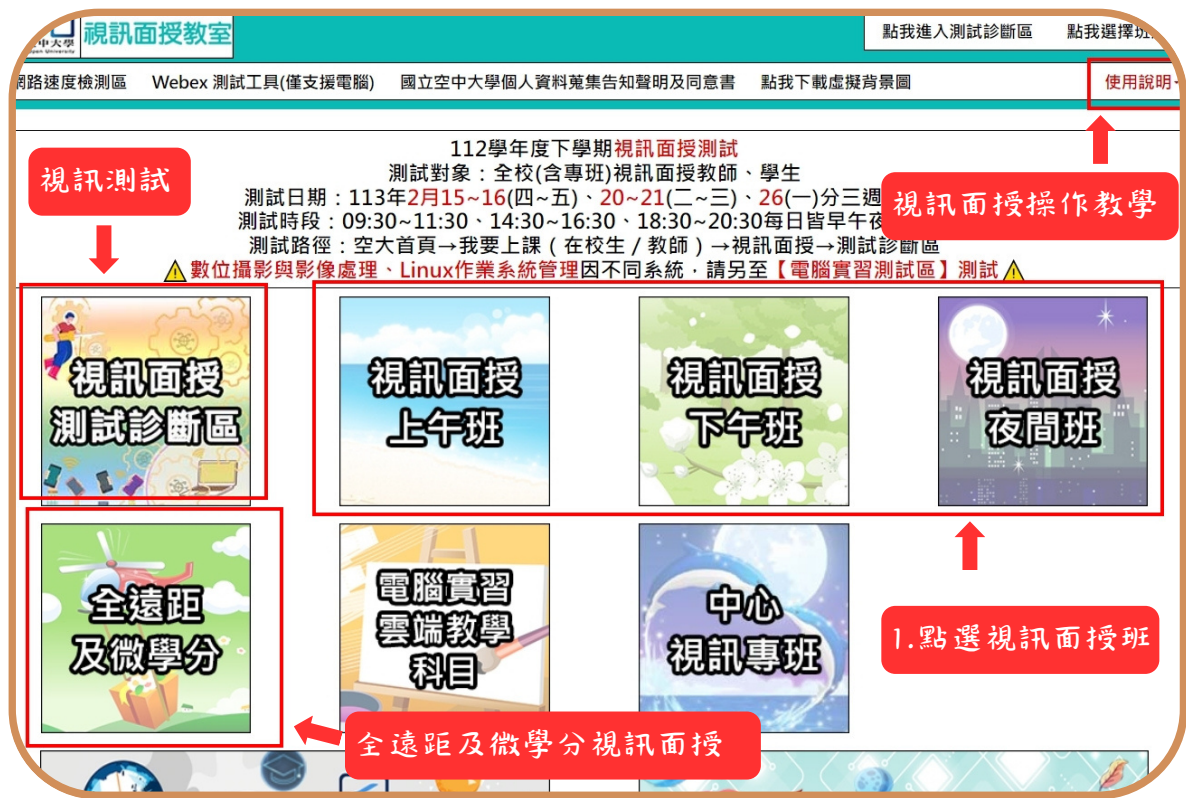 中大學
Open University
視訊面授教室
點我進入測試診斷區
點我選擇班
網路速度檢測區
Webex 測試工具(僅支援電腦)
國立空中大學個人資料蒐集告知聲明及同意書
點我下載虛擬背景圖
使用說明
視訊測試
視訊面授操作教學
112學年度下學期視訊面授測試
測試對象：全校(含專班)視訊面授教師、學生
測試日期：113年2月15~16(四~五)、20~21(二~三)、26(一)分三週
測試時段：09:30~11:30、14:30~16:30、18:30~20:30每日皆早午夜
測試路徑：空大首頁→我要上課（在校生／教師）→視訊面授→測試診斷區
⚠數位攝影與影像處理、Linux作業系統管理因不同系統，請另至【電腦實習測試區】測試⚠
視訊面授
測試診斷區
視訊面授
上午班
視訊面授
下午班
視訊面授
夜間班
全遠距
及微學分
電腦實習
雲端教學
科目
中心
視訊專班
1.點選視訊面授班
全遠距及微學分視訊面授